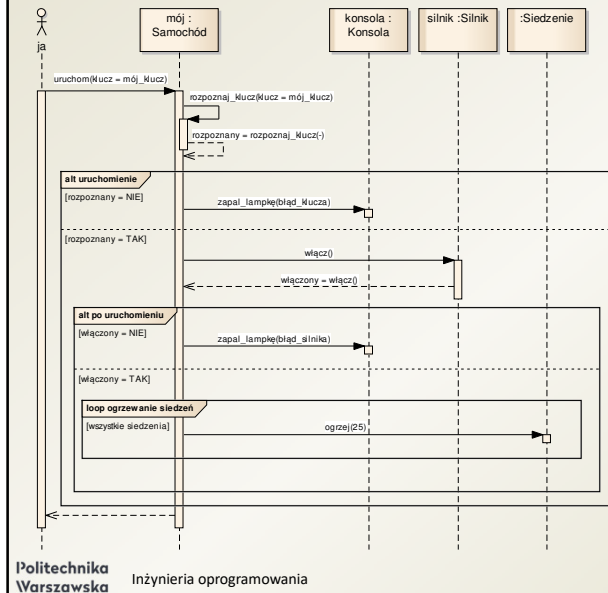 ja
mój :
Samochód
konsola :
Konsola
silnik :Silnik
:Siedzenie
uruchom(klucz = mój_klucz)
rozpoznaj_klucz(klucz = mój_klucz)
rozpoznany = rozpoznaj_klucz(-)
alt uruchomienie
[rozpoznany = NIE]
zapal_lampkę(błąd_klucza)
[rozpoznany = TAK]
włącz()
włączony = włącz()
alt po uruchomieniu
[włączony = NIE]
zapal_lampkę(błąd_silnika)
[włączony = TAK]
loop ogrzewanie siedzeń
[wszystkie siedzenia]
ogrzej(25)
Politechnika
Warszawska
Inżynieria oprogramowania